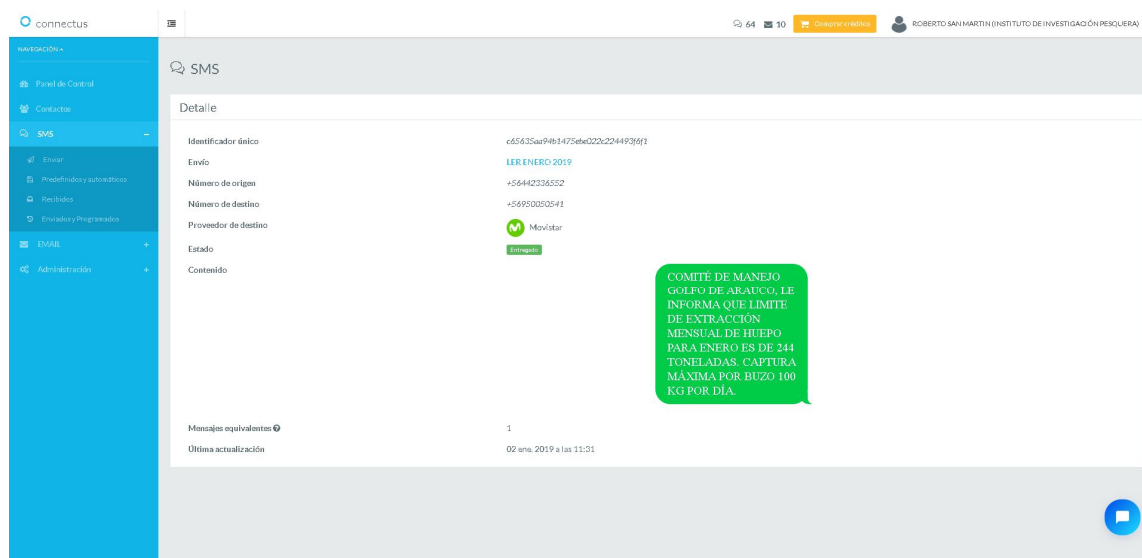 connectus
64 10 Comprar créditos ROBERTO SAN MARTIN (INSTITUTO DE INVESTIGACIÓN PESQUERA)
NAVEGACIÓN
Panel de Control
Contactos
SMS
Enviar
Predefinidos y automáticos
Recibidos
Enviados y Programados
EMAIL
Administración
SMS
Detalle
Identificador único c65635aa94b1475ebe022c224493f6f1
Envío LER ENERO 2019
Número de origen +56442336552
Número de destino +56950050541
Proveedor de destino Movistar
Estado Entregado
Contenido
COMITÉ DE MANEJO
GOLFO DE ARAUCO, LE
INFORMA QUE LIMITE
DE EXTRACCIÓN
MENSUAL DE HUEPO
PARA ENERO ES DE 244
TONELADAS. CAPTURA
MÁXIMA POR BUZO 100
KG POR DÍA.
Mensajes equivalentes 1
Última actualización 02 ene. 2019 a las 11:31